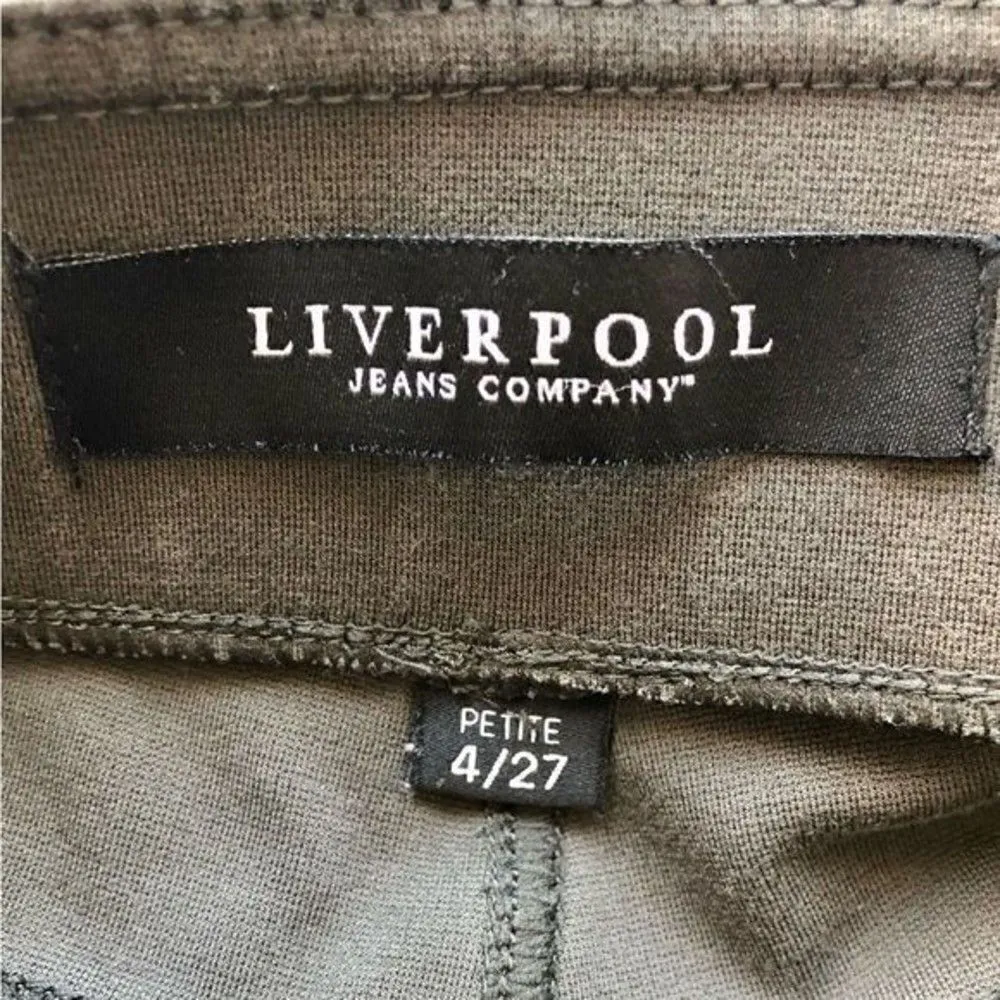 LIVERPOOL
JEANS COMPANY™
PETITE
4/27